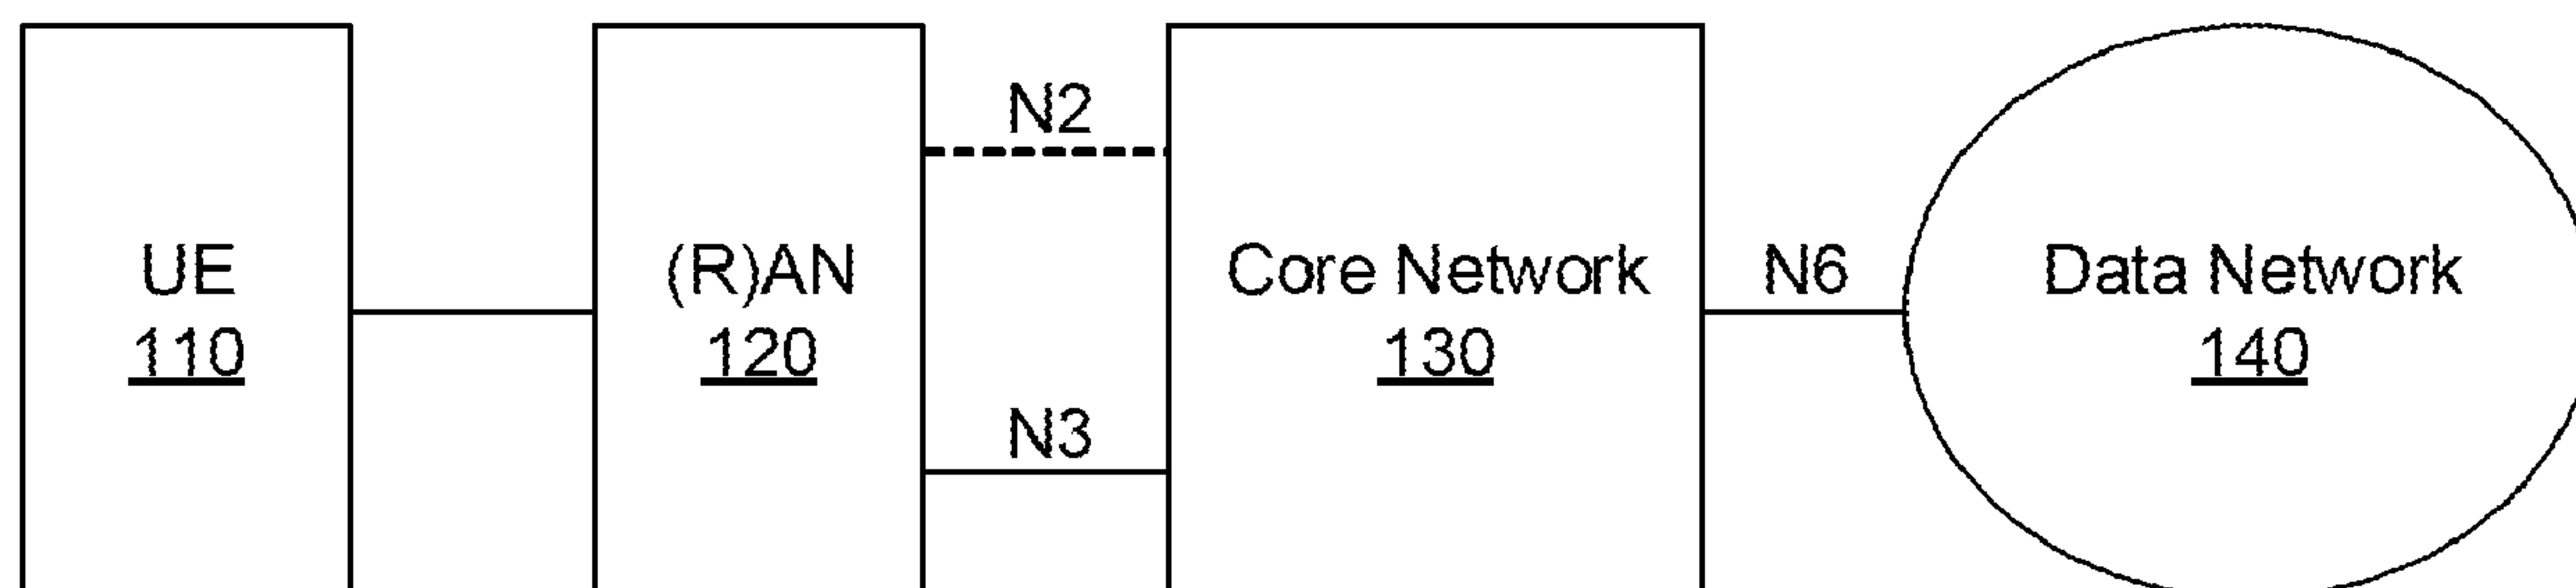 UE
110
(R)AN
120
N2
N3
Core Network
130
N6
Data Network
140